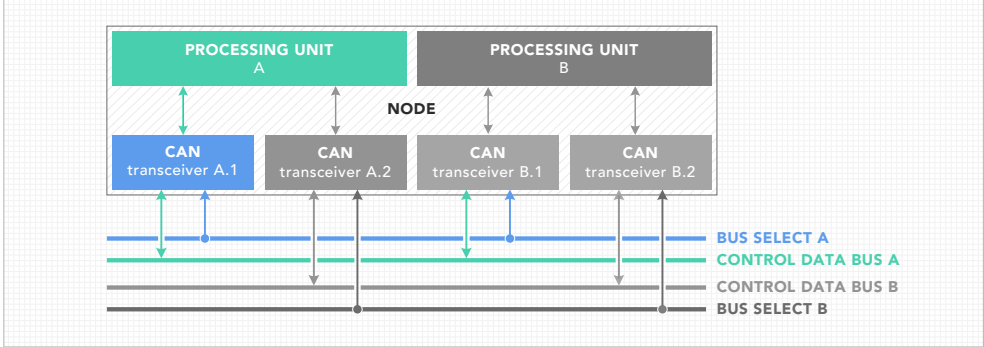 PROCESSING UNIT
A
PROCESSING UNIT
B
NODE
CAN
transceiver A.1
CAN
transceiver A.2
CAN
transceiver B.1
CAN
transceiver B.2
BUS SELECT A
CONTROL DATA BUS A
CONTROL DATA BUS B
BUS SELECT B